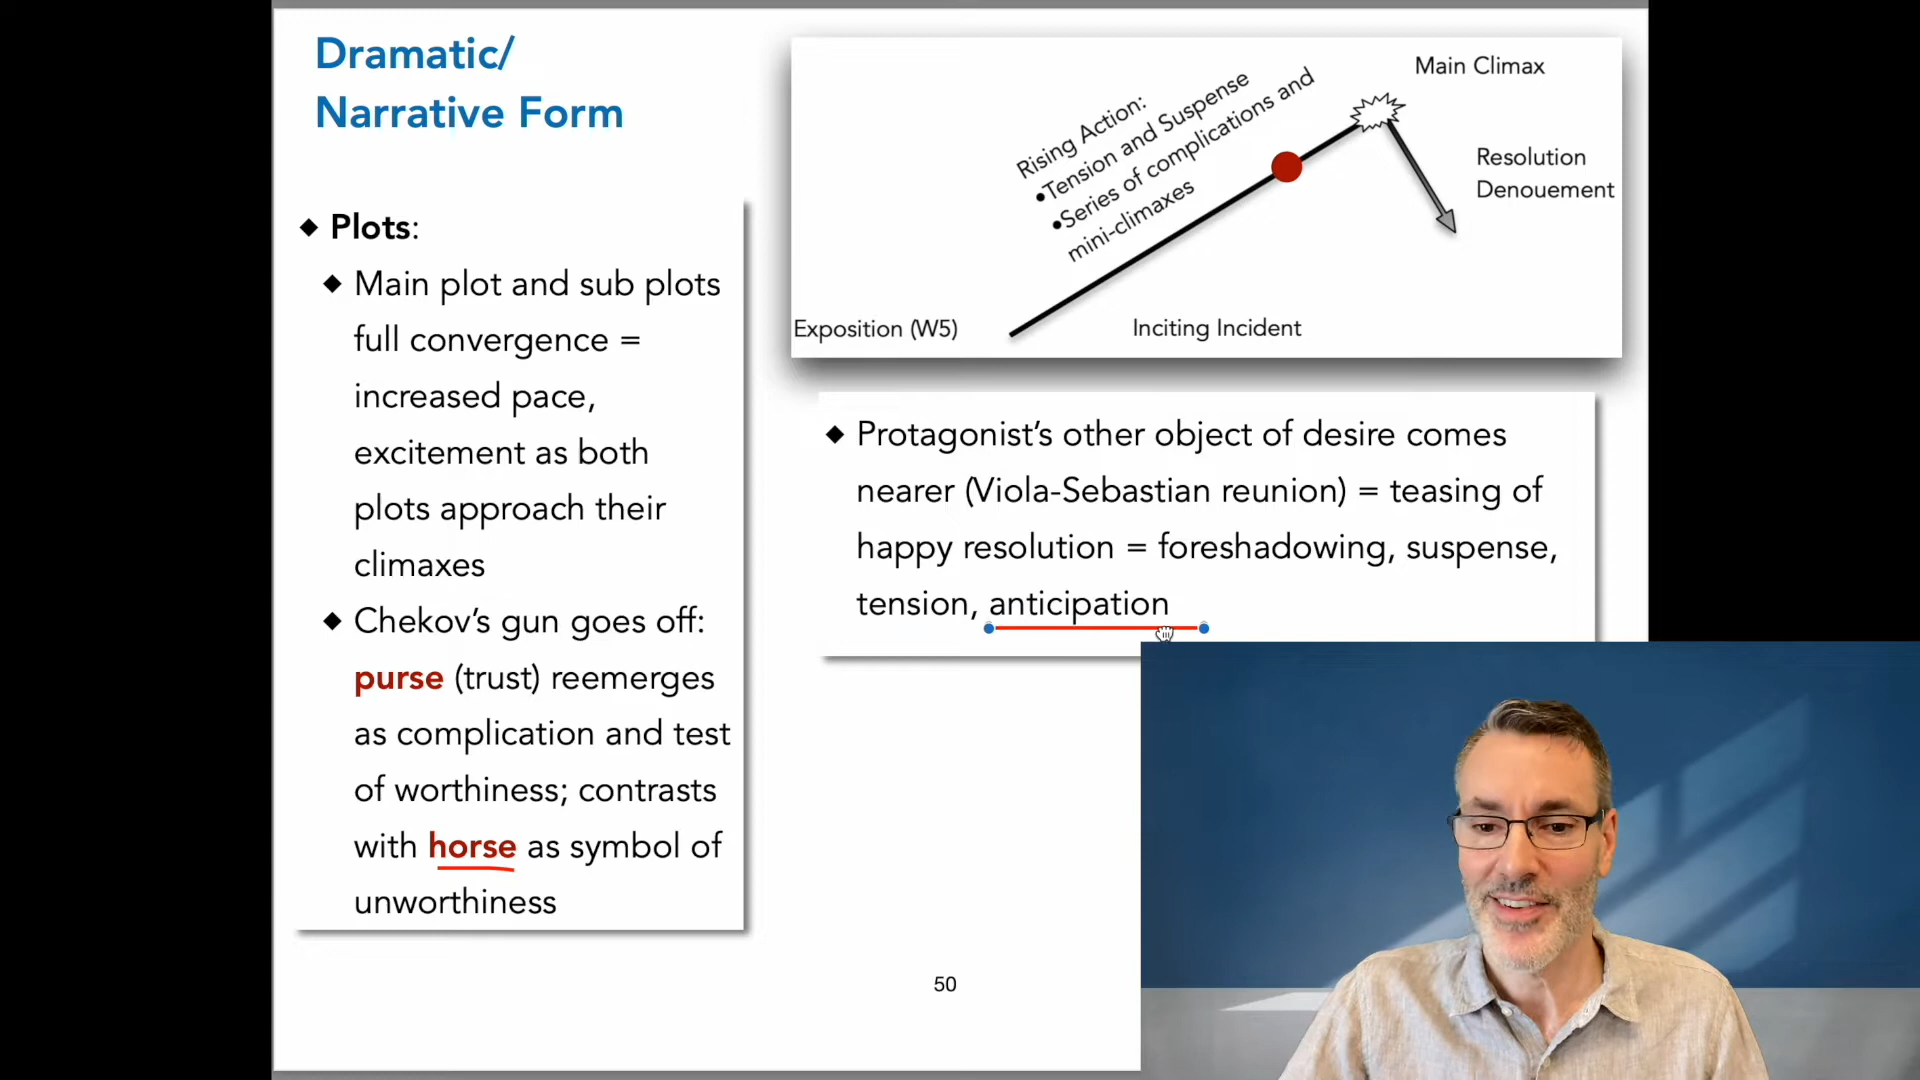 Dramatic/
Narrative Form
◆ Plots:
◆ Main plot and sub plots
full convergence =
increased pace,
excitement as both
plots approach their
climaxes
◆ Chekov's gun goes off:
purse (trust) reemerges
as complication and test
of worthiness; contrasts
with horse as symbol of
unworthiness
Main Climax
Rising Action:
•Tension and Suspense
•Series of complications and
mini-climaxes
Resolution
Denouement
Exposition (W5)
Inciting Incident
◆ Protagonist's other object of desire comes
nearer (Viola-Sebastian reunion) = teasing of
happy resolution = foreshadowing, suspense,
tension, anticipation
50